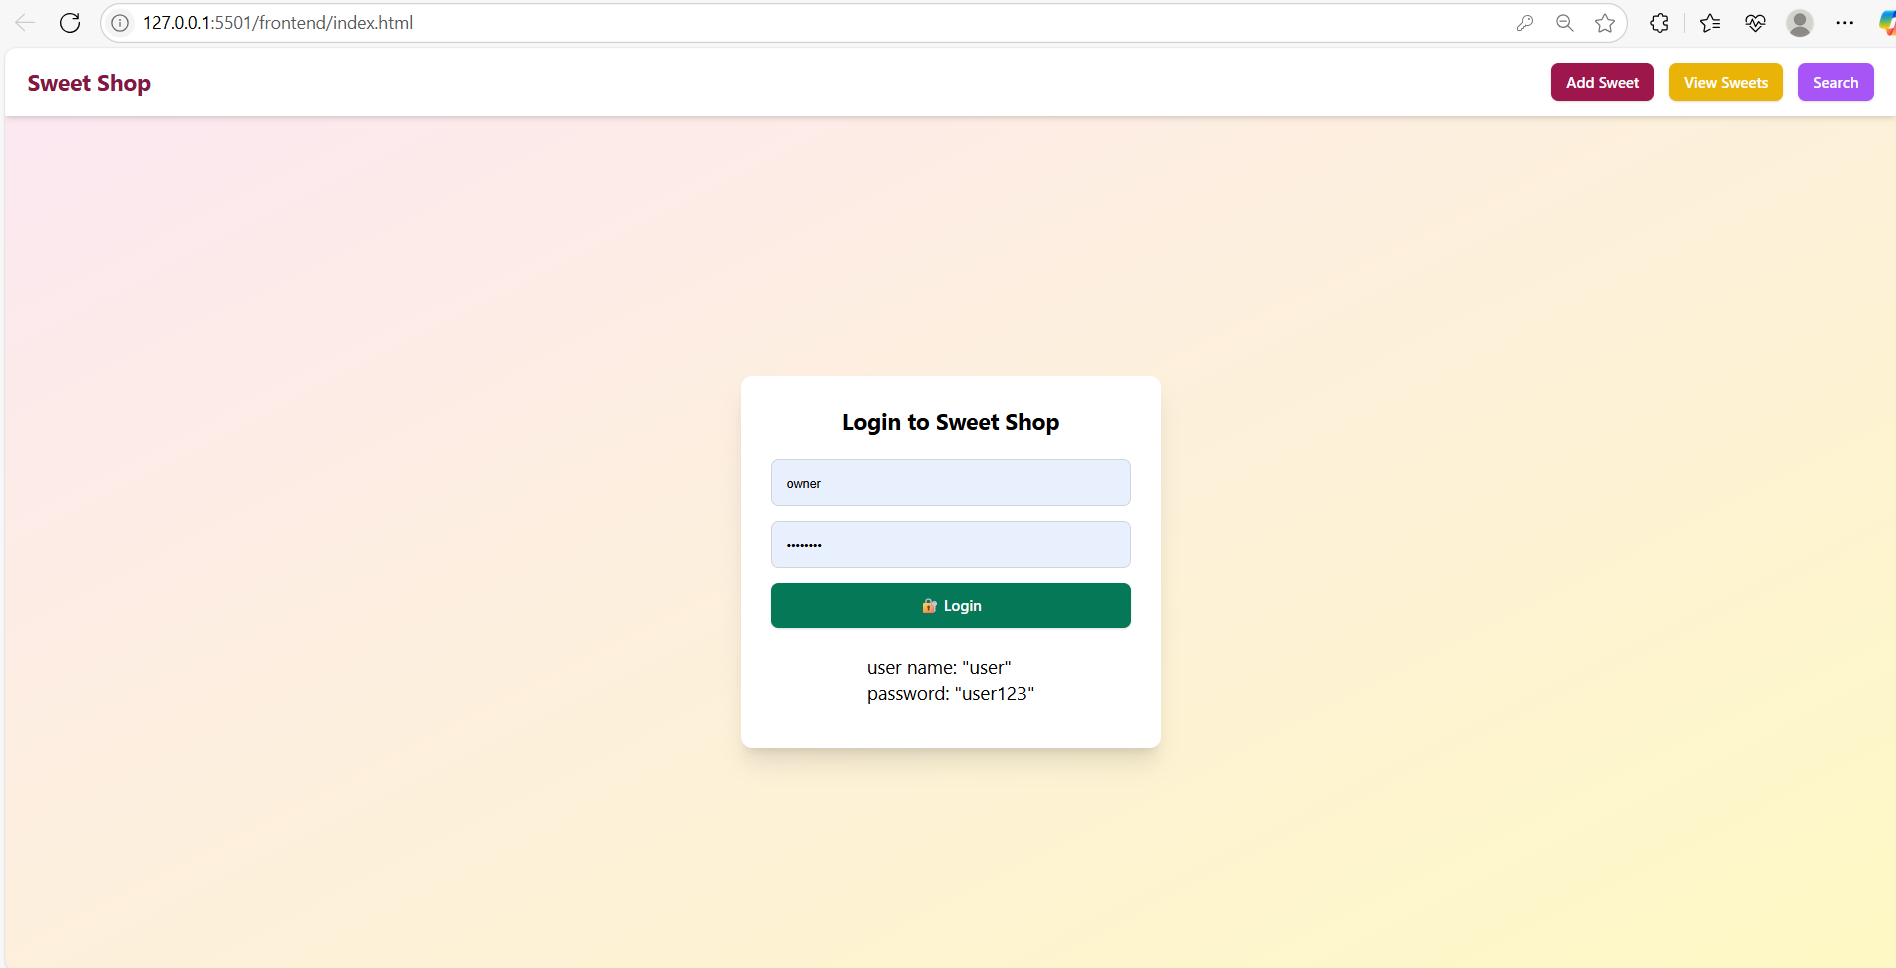 127.0.0.1:5501/frontend/index.html
Sweet Shop
Add Sweet
View Sweets
Search
Login to Sweet Shop
owner
••••••••
🔐 Login
user name: "user"
password: "user123"